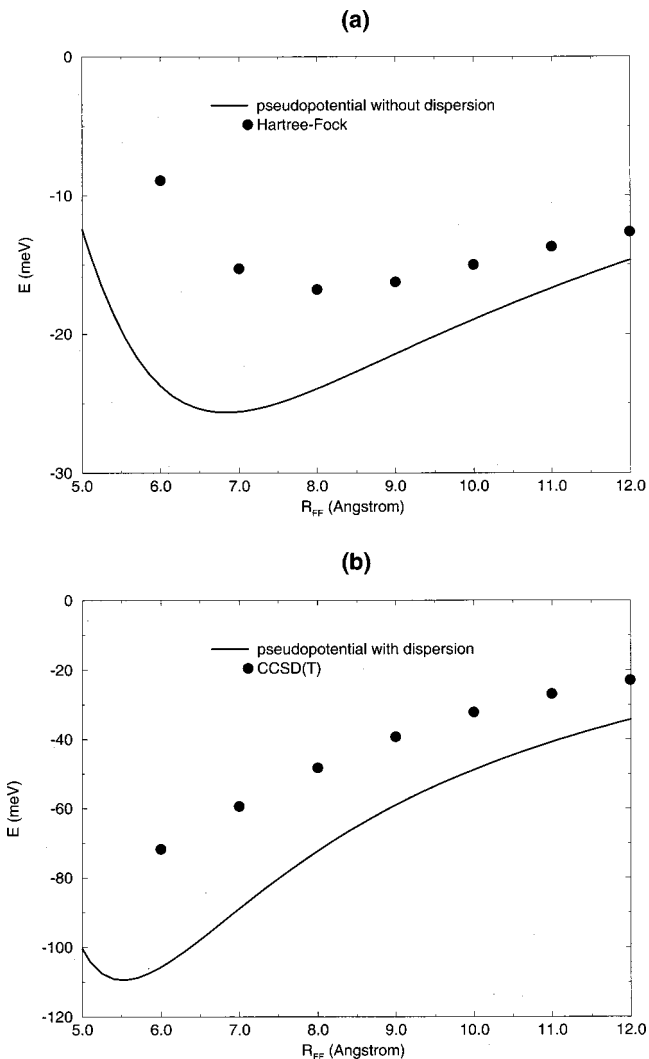 (a)
0
-10
-20
-30
E (meV)
pseudopotential without dispersion
Hartree-Fock
5.0 6.0 7.0 8.0 9.0 10.0 11.0 12.0
R_FF (Angstrom)
(b)
0
-20
-40
-60
-80
-100
-120
E (meV)
pseudopotential with dispersion
CCSD(T)
5.0 6.0 7.0 8.0 9.0 10.0 11.0 12.0
R_FF (Angstrom)